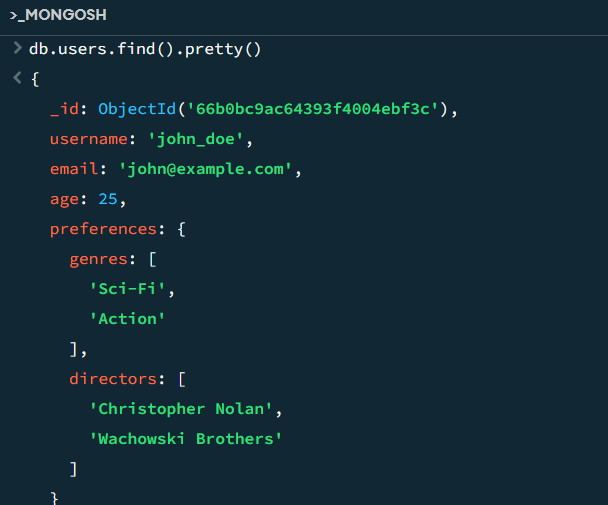 >_MONGOSH
> db.users.find().pretty()
< {
_id: ObjectId('66b0bc9ac64393f4004ebf3c'),
username: 'john_doe',
email: 'john@example.com',
age: 25,
preferences: {
genres: [
'Sci-Fi',
'Action'
],
directors: [
'Christopher Nolan',
'Wachowski Brothers'
]
}